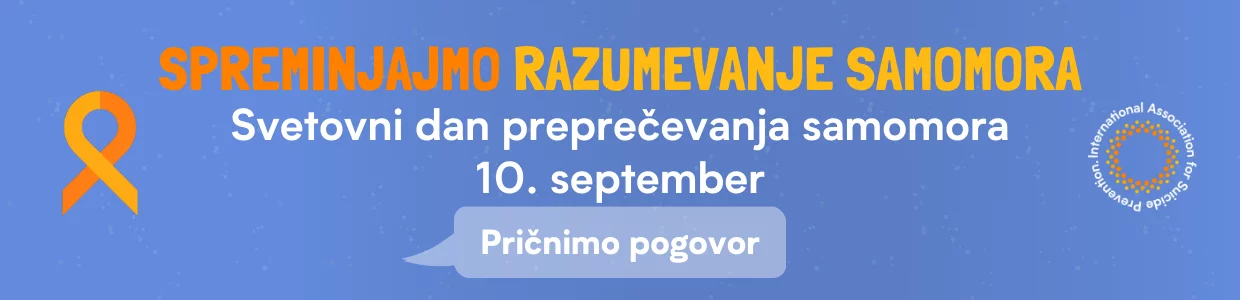 SPREMINJAJMO RAZUMEVANJE SAMOMORA
Svetovni dan preprečevanja samomora
10. september
Pričnimo pogovor
International Association for Suicide Prevention.